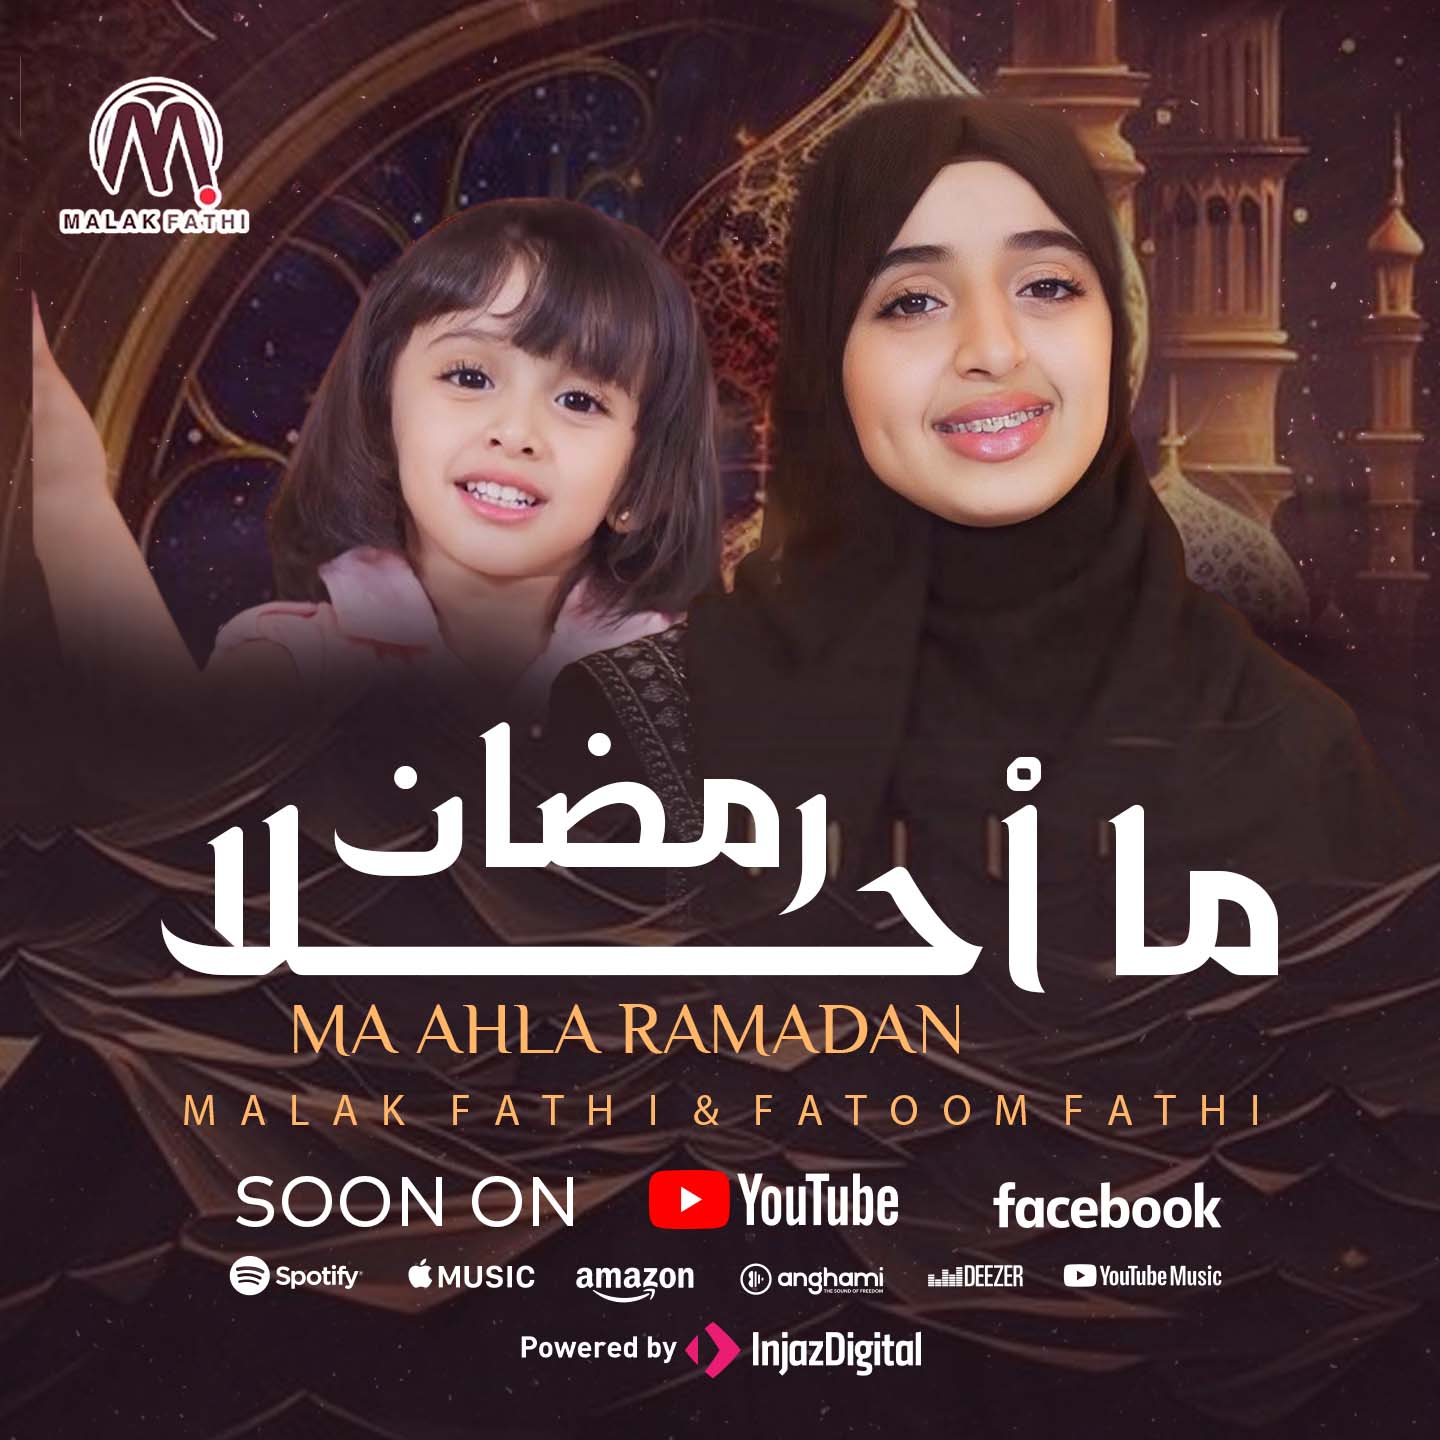 MALAK FATHI
ما أحلا رمضان
MA AHLA RAMADAN
MALAK FATHI & FATOOM FATHI
SOON ON YouTube facebook
Spotify MUSIC amazon anghami DEEZER YouTube Music
THE SOUND OF FREEDOM
Powered by InjazDigital